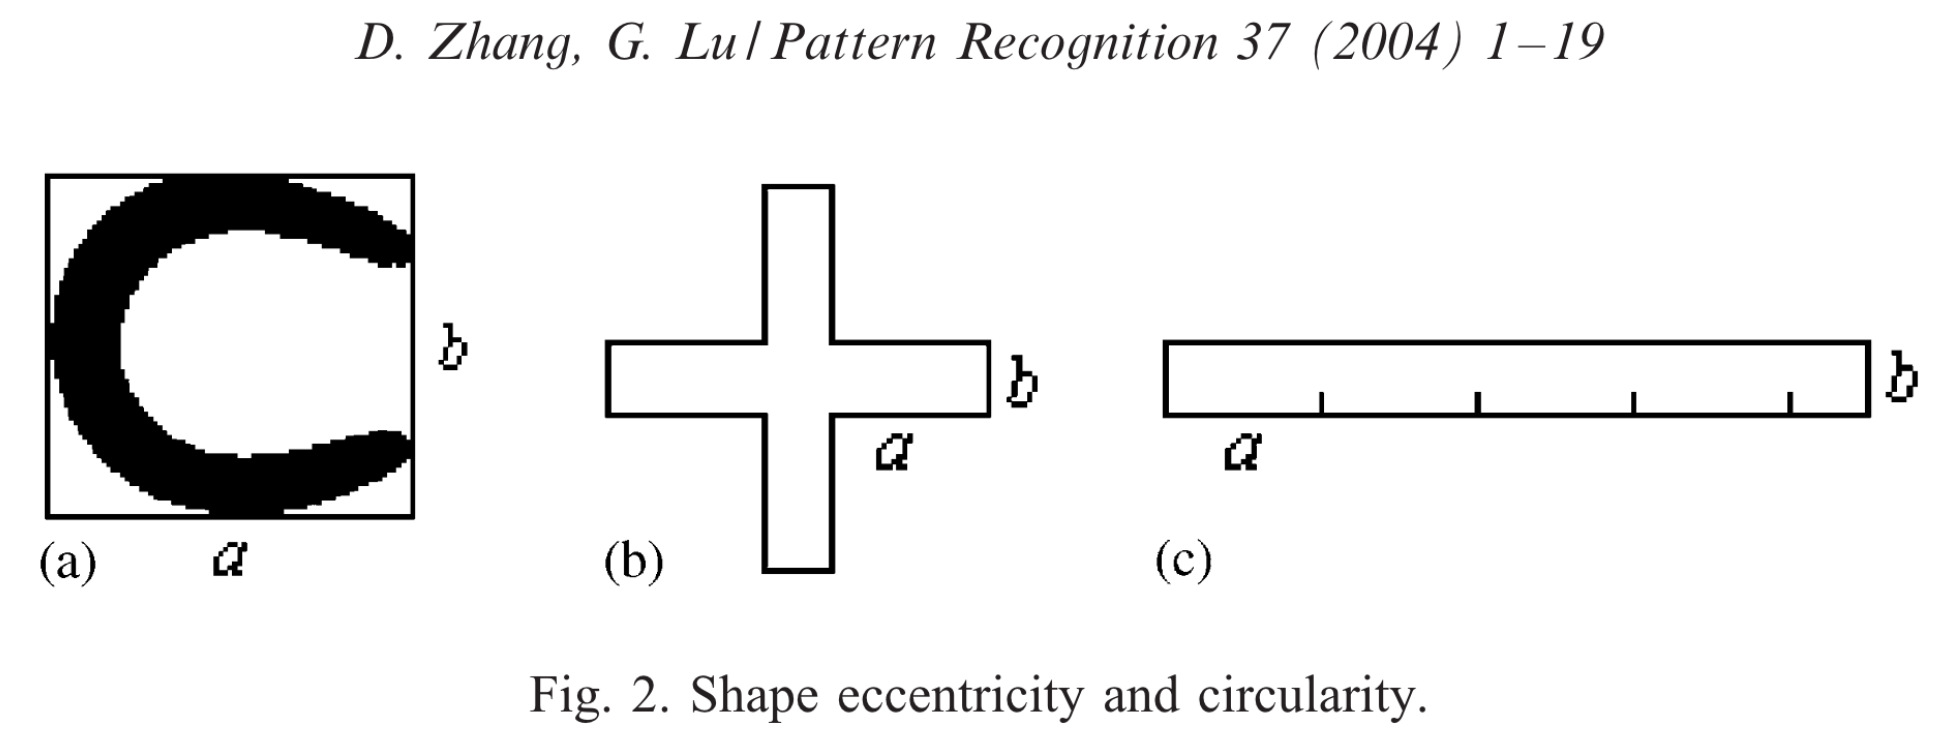 D. Zhang, G. Lu / Pattern Recognition 37 (2004) 1–19
b
b
b
a
a
(a)
a
(b)
(c)
Fig. 2. Shape eccentricity and circularity.